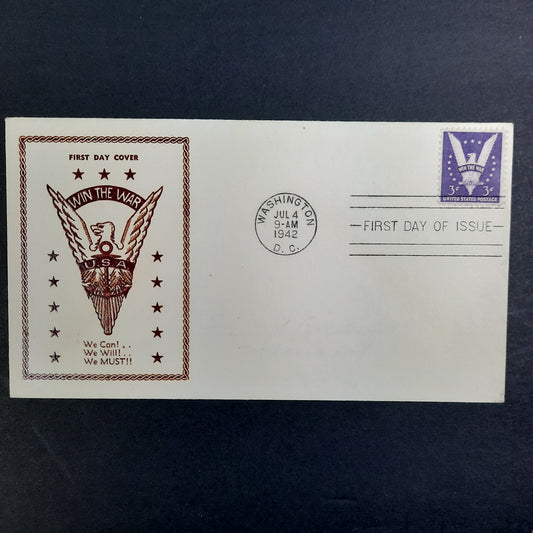 FIRST DAY COVER
WIN THE WAR
U.S.A
We Can!..
We Will!..
We MUST!!
WASHINGTON
JUL 4
9-AM
1942
D. C.
FIRST DAY OF ISSUE
WIN THE WAR
3¢ 3¢
UNITED STATES POSTAGE